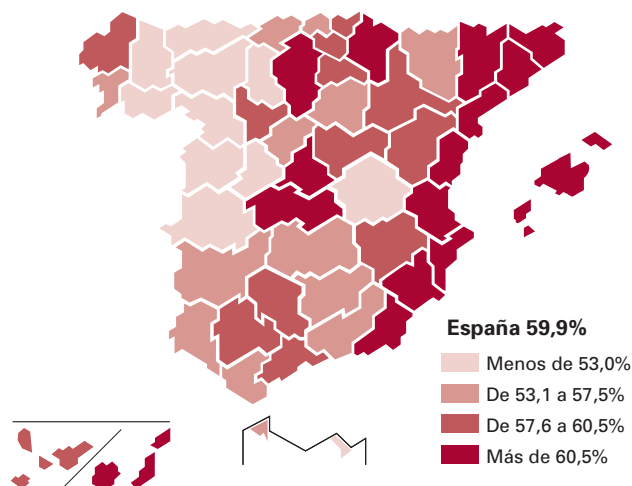 España 59,9%
Menos de 53,0%
De 53,1 a 57,5%
De 57,6 a 60,5%
Más de 60,5%